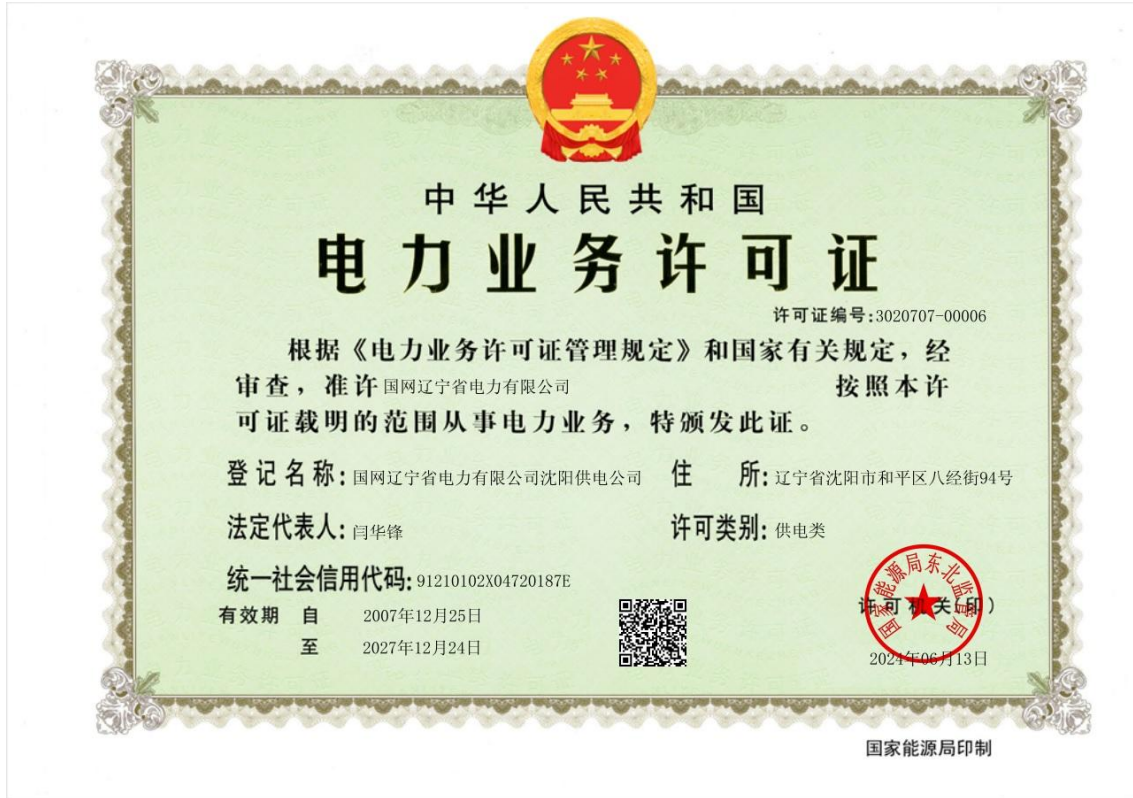 中华人民共和国
电力业务许可证
许可证编号:3020707-00006
根据《电力业务许可证管理规定》和国家有关规定，经
审查，准许国网辽宁省电力有限公司 按照本许
可证载明的范围从事电力业务，特颁发此证。
登记名称:国网辽宁省电力有限公司沈阳供电公司 住 所:辽宁省沈阳市和平区八经街94号
法定代表人:闫华锋 许可类别:供电类
统一社会信用代码:91210102X04720187E
有效期 自 2007年12月25日
至 2027年12月24日
国家能源局东北监管局
许可机关(印)
2024年06月13日
国家能源局印制